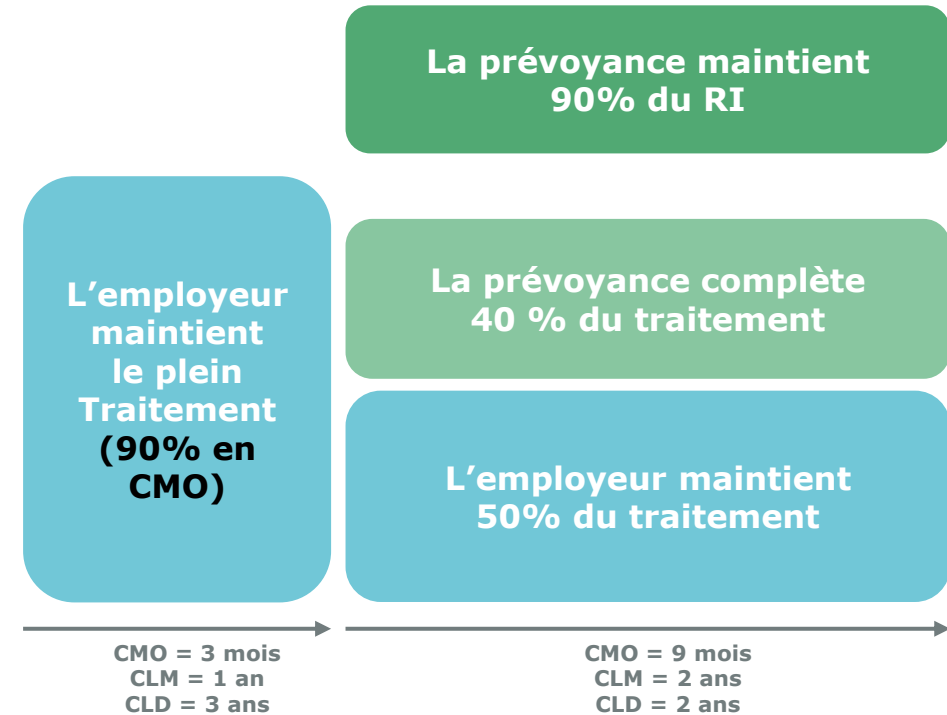 La prévoyance maintient
90% du RI
L’employeur
maintient
le plein
Traitement
(90% en
CMO)
La prévoyance complète
40 % du traitement
L’employeur maintient
50% du traitement
CMO = 3 mois
CLM = 1 an
CLD = 3 ans
CMO = 9 mois
CLM = 2 ans
CLD = 2 ans